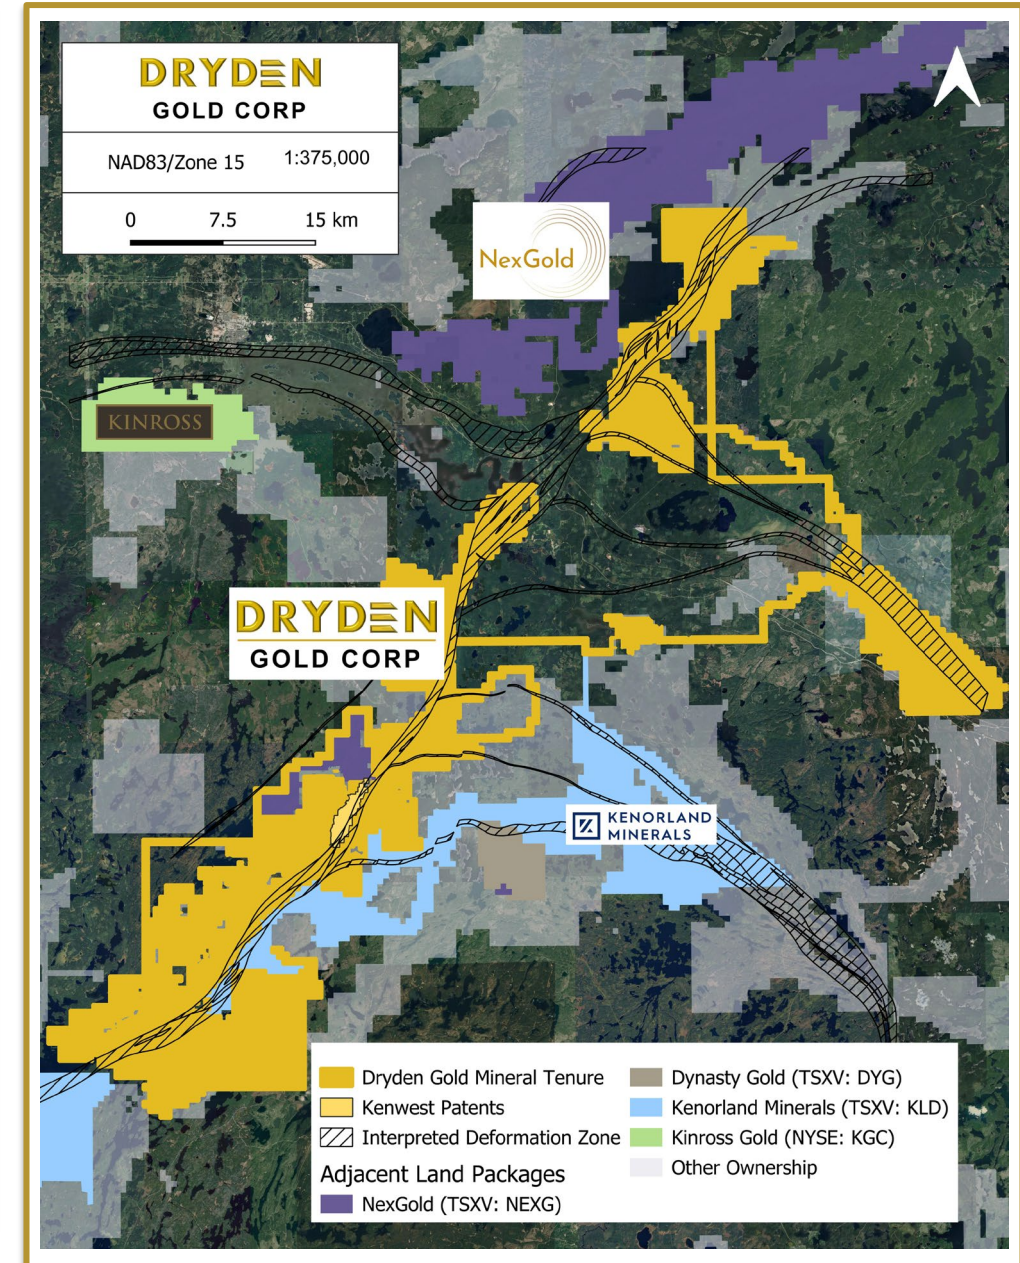 DRYDEN
GOLD CORP
NAD83/Zone 15 1:375,000
0 7.5 15 km
NexGold
KINROSS
DRYDEN
GOLD CORP
KENORLAND
MINERALS
Dryden Gold Mineral Tenure
Kenwest Patents
Interpreted Deformation Zone
Adjacent Land Packages
NexGold (TSXV: NEXG)
Dynasty Gold (TSXV: DYG)
Kenorland Minerals (TSXV: KLD)
Kinross Gold (NYSE: KGC)
Other Ownership